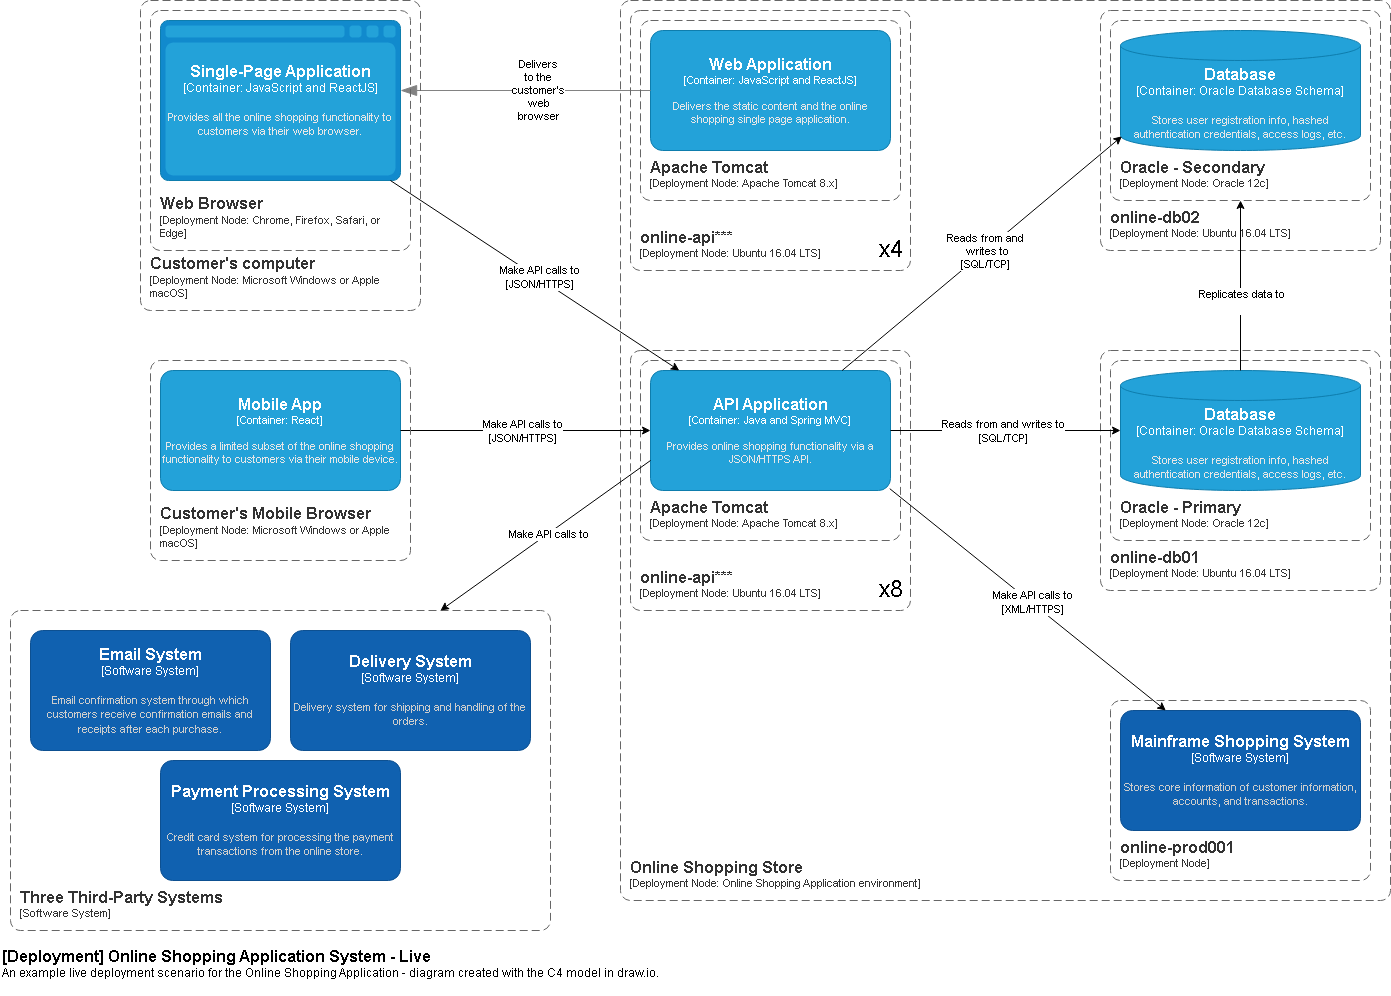 Single-Page Application
[Container: JavaScript and ReactJS]
Provides all the online shopping functionality to
customers via their web browser.
Web Browser
[Deployment Node: Chrome, Firefox, Safari, or
Edge]
Customer's computer
[Deployment Node: Microsoft Windows or Apple
macOS]
Delivers
to the
customer's
web
browser
Web Application
[Container: JavaScript and ReactJS]
Delivers the static content and the online
shopping single page application.
Apache Tomcat
[Deployment Node: Apache Tomcat 8.x]
online-api***
[Deployment Node: Ubuntu 16.04 LTS]
x4
Database
[Container: Oracle Database Schema]
Stores user registration info, hashed
authentication credentials, access logs, etc.
Oracle - Secondary
[Deployment Node: Oracle 12c]
online-db02
[Deployment Node: Ubuntu 16.04 LTS]
Make API calls to
[JSON/HTTPS]
Reads from and
writes to
[SQL/TCP]
Replicates data to
Mobile App
[Container: React]
Provides a limited subset of the online shopping
functionality to customers via their mobile device.
Customer's Mobile Browser
[Deployment Node: Microsoft Windows or Apple
macOS]
Make API calls to
[JSON/HTTPS]
API Application
[Container: Java and Spring MVC]
Provides online shopping functionality via a
JSON/HTTPS API.
Apache Tomcat
[Deployment Node: Apache Tomcat 8.x]
online-api***
[Deployment Node: Ubuntu 16.04 LTS]
x8
Reads from and writes to
[SQL/TCP]
Database
[Container: Oracle Database Schema]
Stores user registration info, hashed
authentication credentials, access logs, etc.
Oracle - Primary
[Deployment Node: Oracle 12c]
online-db01
[Deployment Node: Ubuntu 16.04 LTS]
Make API calls to
Make API calls to
[XML/HTTPS]
Email System
[Software System]
Email confirmation system through which
customers receive confirmation emails and
receipts after each purchase.
Delivery System
[Software System]
Delivery system for shipping and handling of the
orders.
Payment Processing System
[Software System]
Credit card system for processing the payment
transactions from the online store.
Three Third-Party Systems
[Software System]
Mainframe Shopping System
[Software System]
Stores core information of customer information,
accounts, and transactions.
online-prod001
[Deployment Node]
Online Shopping Store
[Deployment Node: Online Shopping Application environment]
[Deployment] Online Shopping Application System - Live
An example live deployment scenario for the Online Shopping Application - diagram created with the C4 model in draw.io.